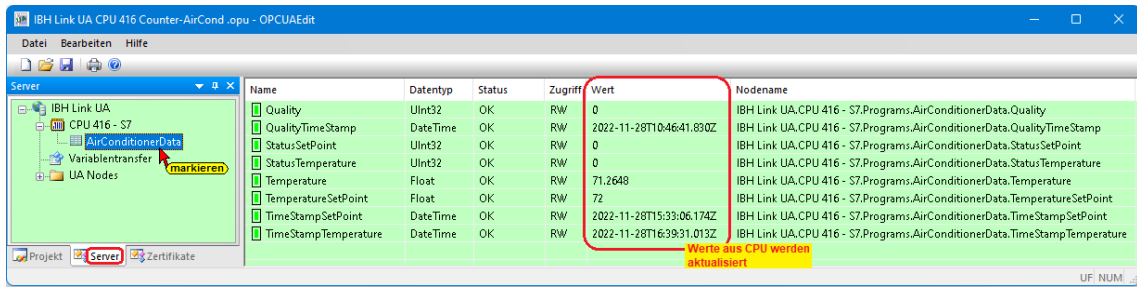 IBH Link UA CPU 416 Counter-AirCond .opu - OPCUAEdit
Datei Bearbeiten Hilfe
Server
IBH Link UA
CPU 416 - S7
AirConditionerData
Variablentransfer
markieren
UA Nodes
Projekt Server Zertifikate
Name Datentyp Status Zugriff Wert Nodename
Quality UInt32 OK RW 0 IBH Link UA.CPU 416 - S7.Programs.AirConditionerData.Quality
QualityTimeStamp DateTime OK RW 2022-11-28T10:46:41.830Z IBH Link UA.CPU 416 - S7.Programs.AirConditionerData.QualityTimeStamp
StatusSetPoint UInt32 OK RW 0 IBH Link UA.CPU 416 - S7.Programs.AirConditionerData.StatusSetPoint
StatusTemperature UInt32 OK RW 0 IBH Link UA.CPU 416 - S7.Programs.AirConditionerData.StatusTemperature
Temperature Float OK RW 71.2648 IBH Link UA.CPU 416 - S7.Programs.AirConditionerData.Temperature
TemperatureSetPoint Float OK RW 72 IBH Link UA.CPU 416 - S7.Programs.AirConditionerData.TemperatureSetPoint
TimeStampSetPoint DateTime OK RW 2022-11-28T15:33:06.174Z IBH Link UA.CPU 416 - S7.Programs.AirConditionerData.TimeStampSetPoint
TimeStampTemperature DateTime OK RW 2022-11-28T16:39:31.013Z IBH Link UA.CPU 416 - S7.Programs.AirConditionerData.TimeStampTemperature
Werte aus CPU werden
aktualisiert
UF NUM